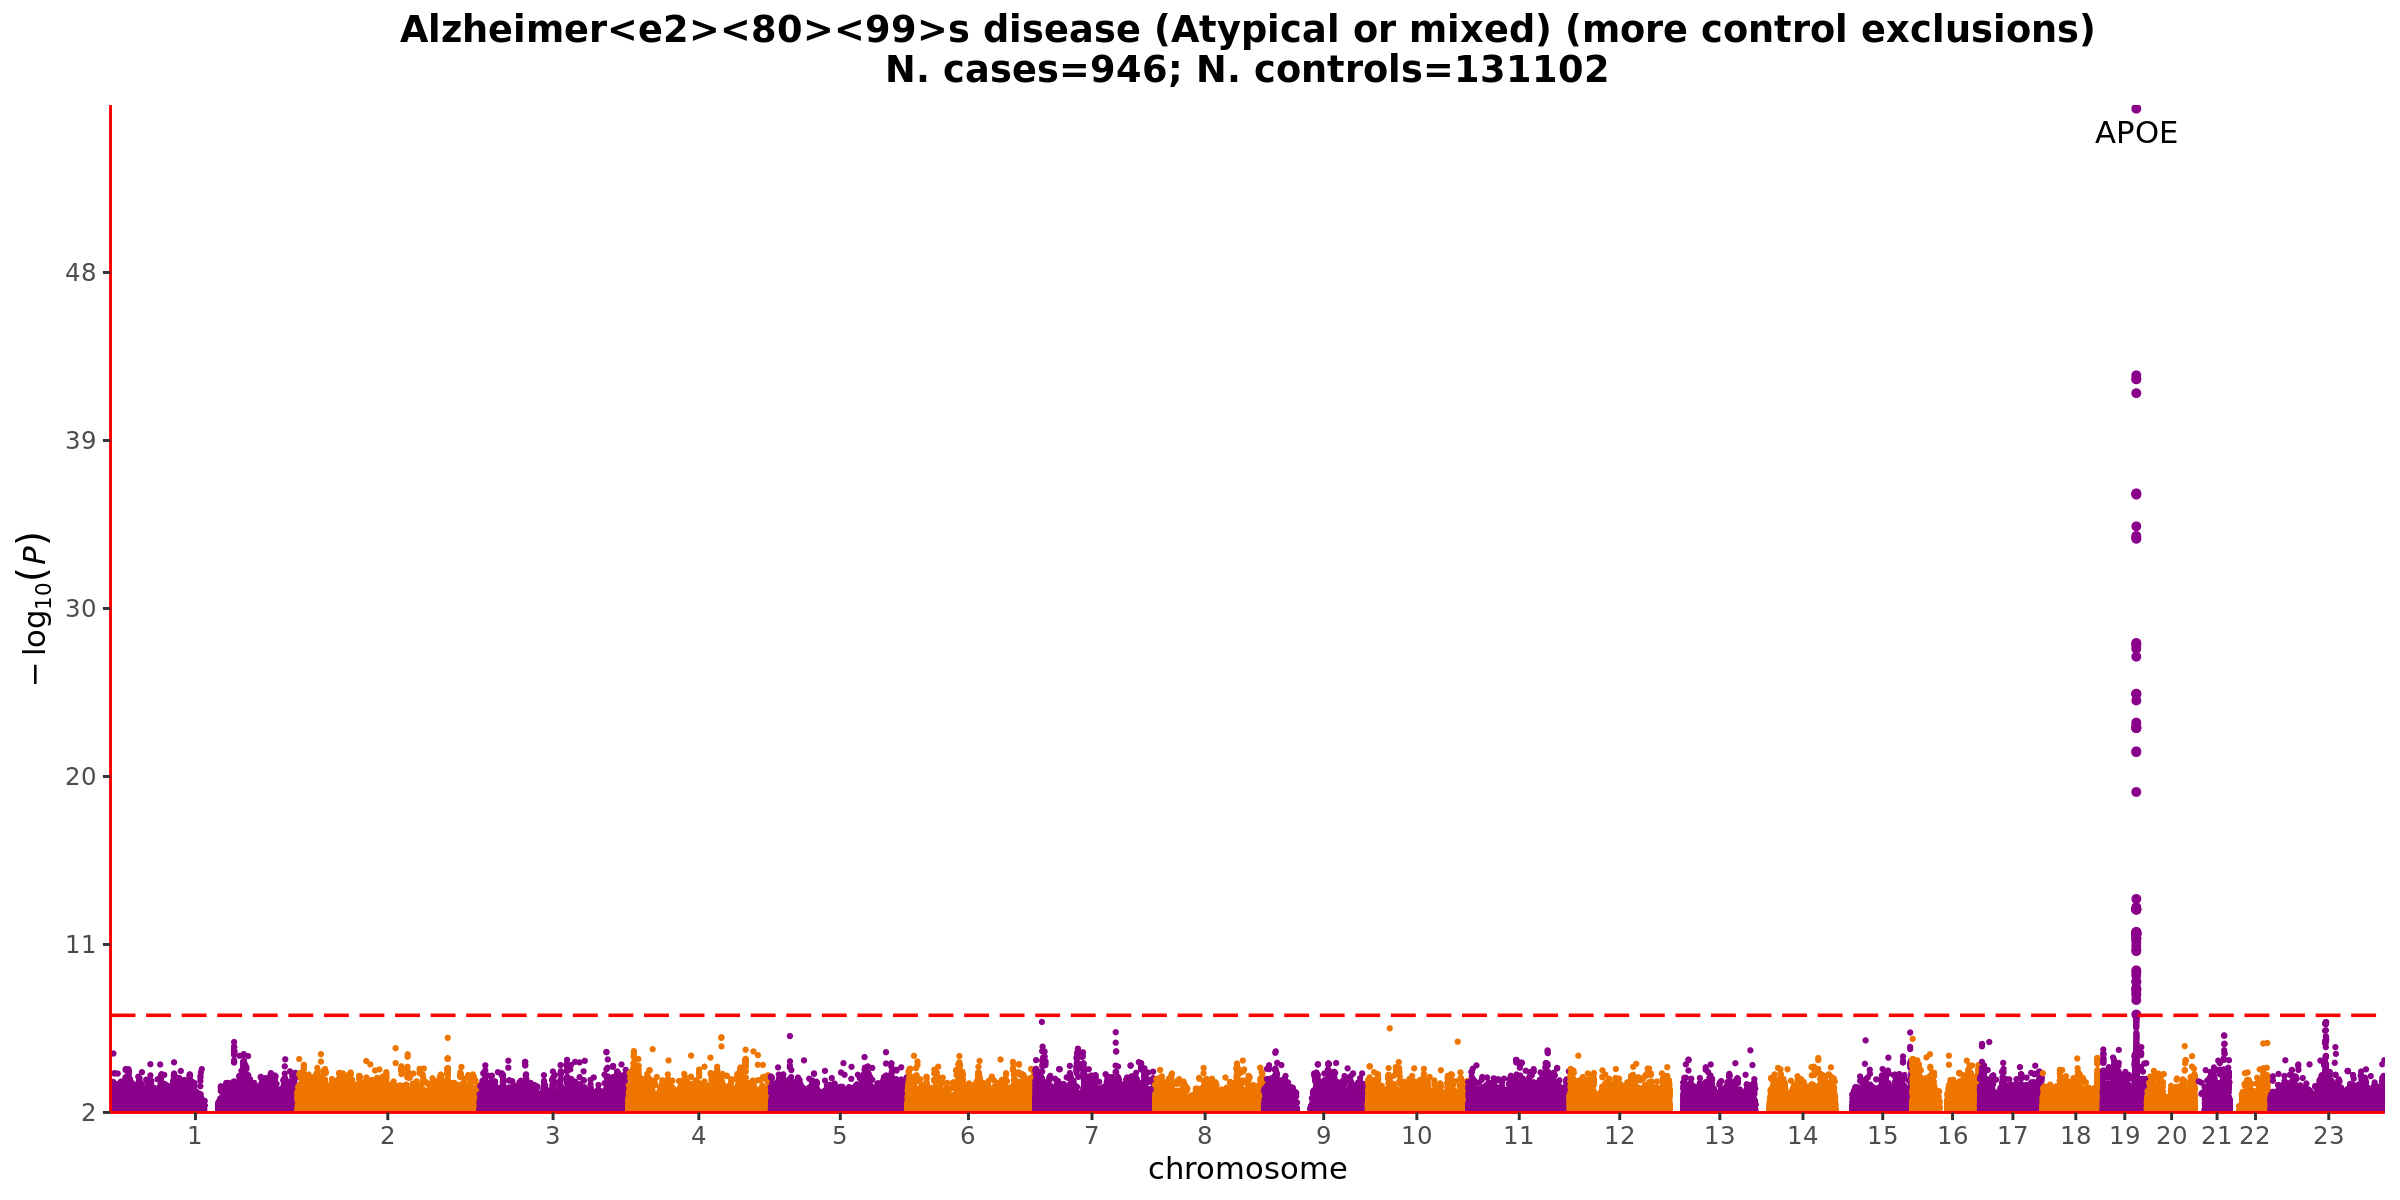 Alzheimer<e2><80><99>s disease (Atypical or mixed) (more control exclusions)
N. cases=946; N. controls=131102
APOE
48
39
30
20
11
2
−log₁₀(P)
1 2 3 4 5 6 7 8 9 10 11 12 13 14 15 16 17 18 19 20 21 22 23
chromosome